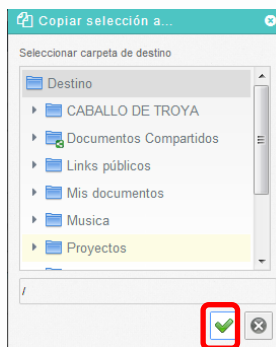 Copiar selección a...
Seleccionar carpeta de destino
Destino
CABALLO DE TROYA
Documentos Compartidos
Links públicos
Mis documentos
Musica
Proyectos
/